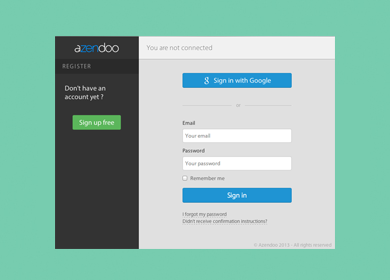 azendoo
You are not connected
REGISTER
Don't have an
account yet ?
Sign up free
g Sign in with Google
or
Email
Your email
Password
Your password
Remember me
Sign in
I forgot my password
Didn't receive confirmation instructions?
© Azendoo 2013 - All rights reserved